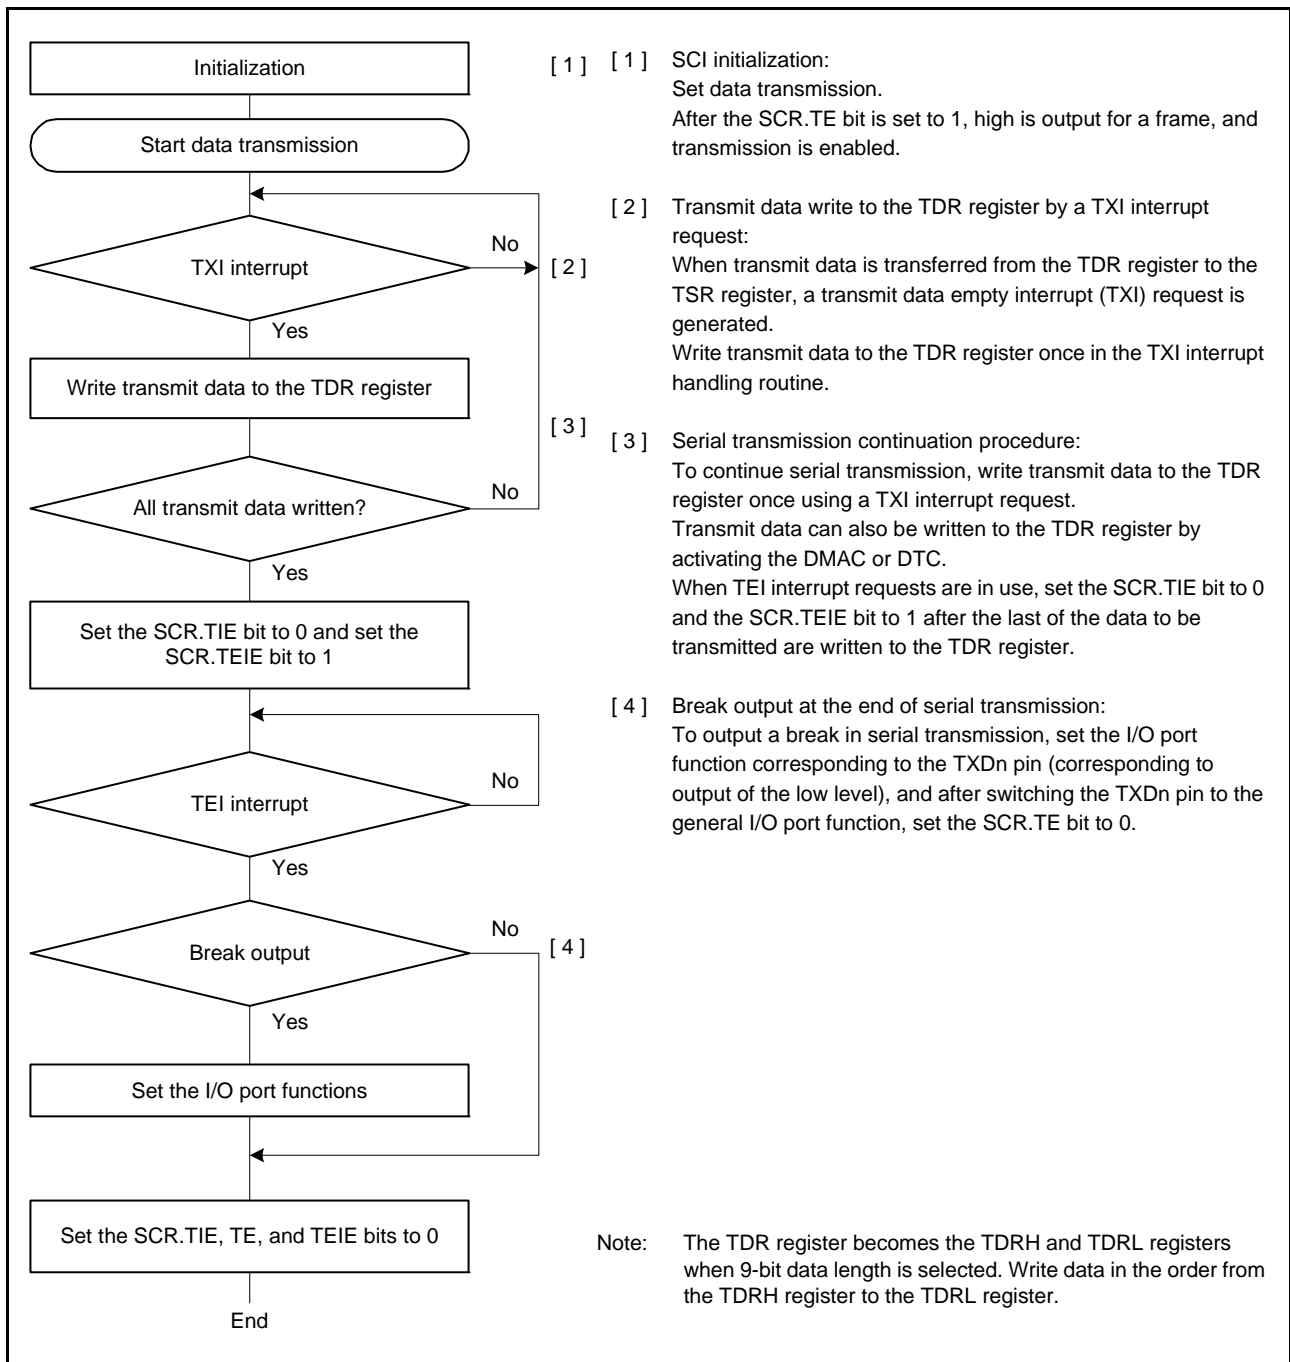 Initialization
[ 1 ]
Start data transmission
TXI interrupt
No
[ 2 ]
Yes
Write transmit data to the TDR register
[ 3 ]
All transmit data written?
No
Yes
Set the SCR.TIE bit to 0 and set the
SCR.TEIE bit to 1
TEI interrupt
No
Yes
Break output
No
[ 4 ]
Yes
Set the I/O port functions
Set the SCR.TIE, TE, and TEIE bits to 0
End
[ 1 ] SCI initialization:
Set data transmission.
After the SCR.TE bit is set to 1, high is output for a frame, and
transmission is enabled.
[ 2 ] Transmit data write to the TDR register by a TXI interrupt
request:
When transmit data is transferred from the TDR register to the
TSR register, a transmit data empty interrupt (TXI) request is
generated.
Write transmit data to the TDR register once in the TXI interrupt
handling routine.
[ 3 ] Serial transmission continuation procedure:
To continue serial transmission, write transmit data to the TDR
register once using a TXI interrupt request.
Transmit data can also be written to the TDR register by
activating the DMAC or DTC.
When TEI interrupt requests are in use, set the SCR.TIE bit to 0
and the SCR.TEIE bit to 1 after the last of the data to be
transmitted are written to the TDR register.
[ 4 ] Break output at the end of serial transmission:
To output a break in serial transmission, set the I/O port
function corresponding to the TXDn pin (corresponding to
output of the low level), and after switching the TXDn pin to the
general I/O port function, set the SCR.TE bit to 0.
Note: The TDR register becomes the TDRH and TDRL registers
when 9-bit data length is selected. Write data in the order from
the TDRH register to the TDRL register.